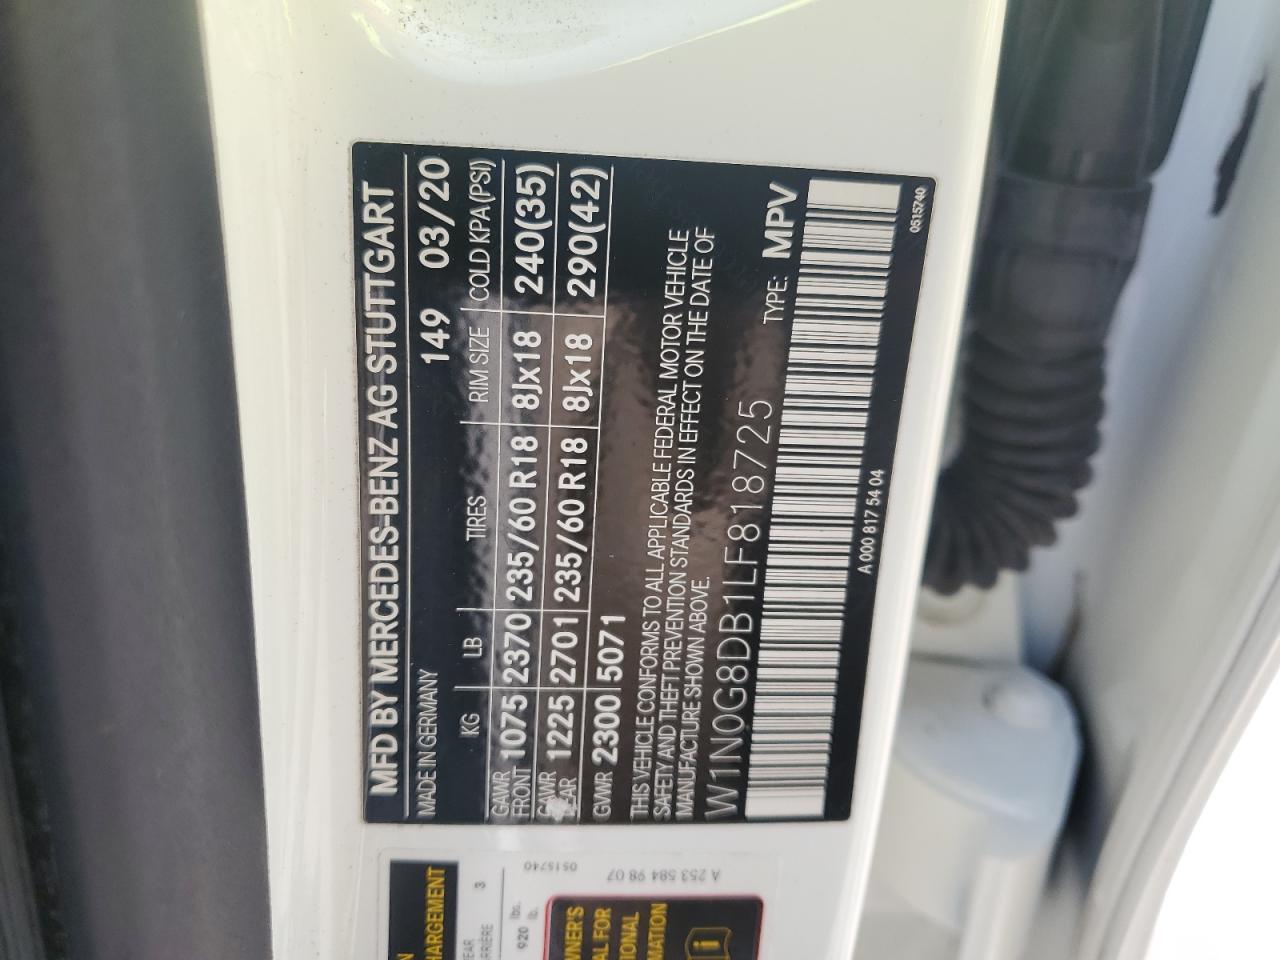 MFD BY MERCEDES-BENZ AG STUTTGART
MADE IN GERMANY 149 03/20
KG LB TIRES RIM SIZE COLD KPA(PSI)
GAWR FRONT 1075 2370 235/60 R18 8Jx18 240(35)
GAWR REAR 1225 2701 235/60 R18 8Jx18 290(42)
GVWR 2300 5071
THIS VEHICLE CONFORMS TO ALL APPLICABLE FEDERAL MOTOR VEHICLE
SAFETY AND THEFT PREVENTION STANDARDS IN EFFECT ON THE DATE OF
MANUFACTURE SHOWN ABOVE.
W1N0G8DB1LF818725 TYPE: MPV
A 000 817 54 04
0515740
0515740
A 253 584 98 07
3
920 lbs.
lb.